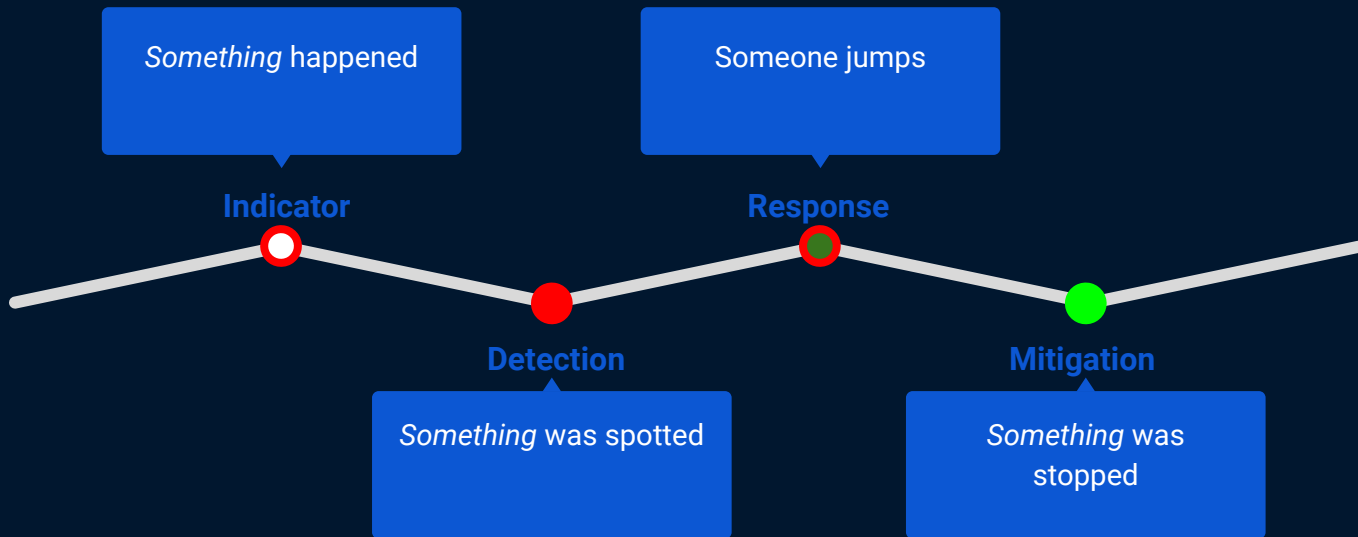 Something happened
Indicator
Detection
Something was spotted
Someone jumps
Response
Mitigation
Something was
stopped